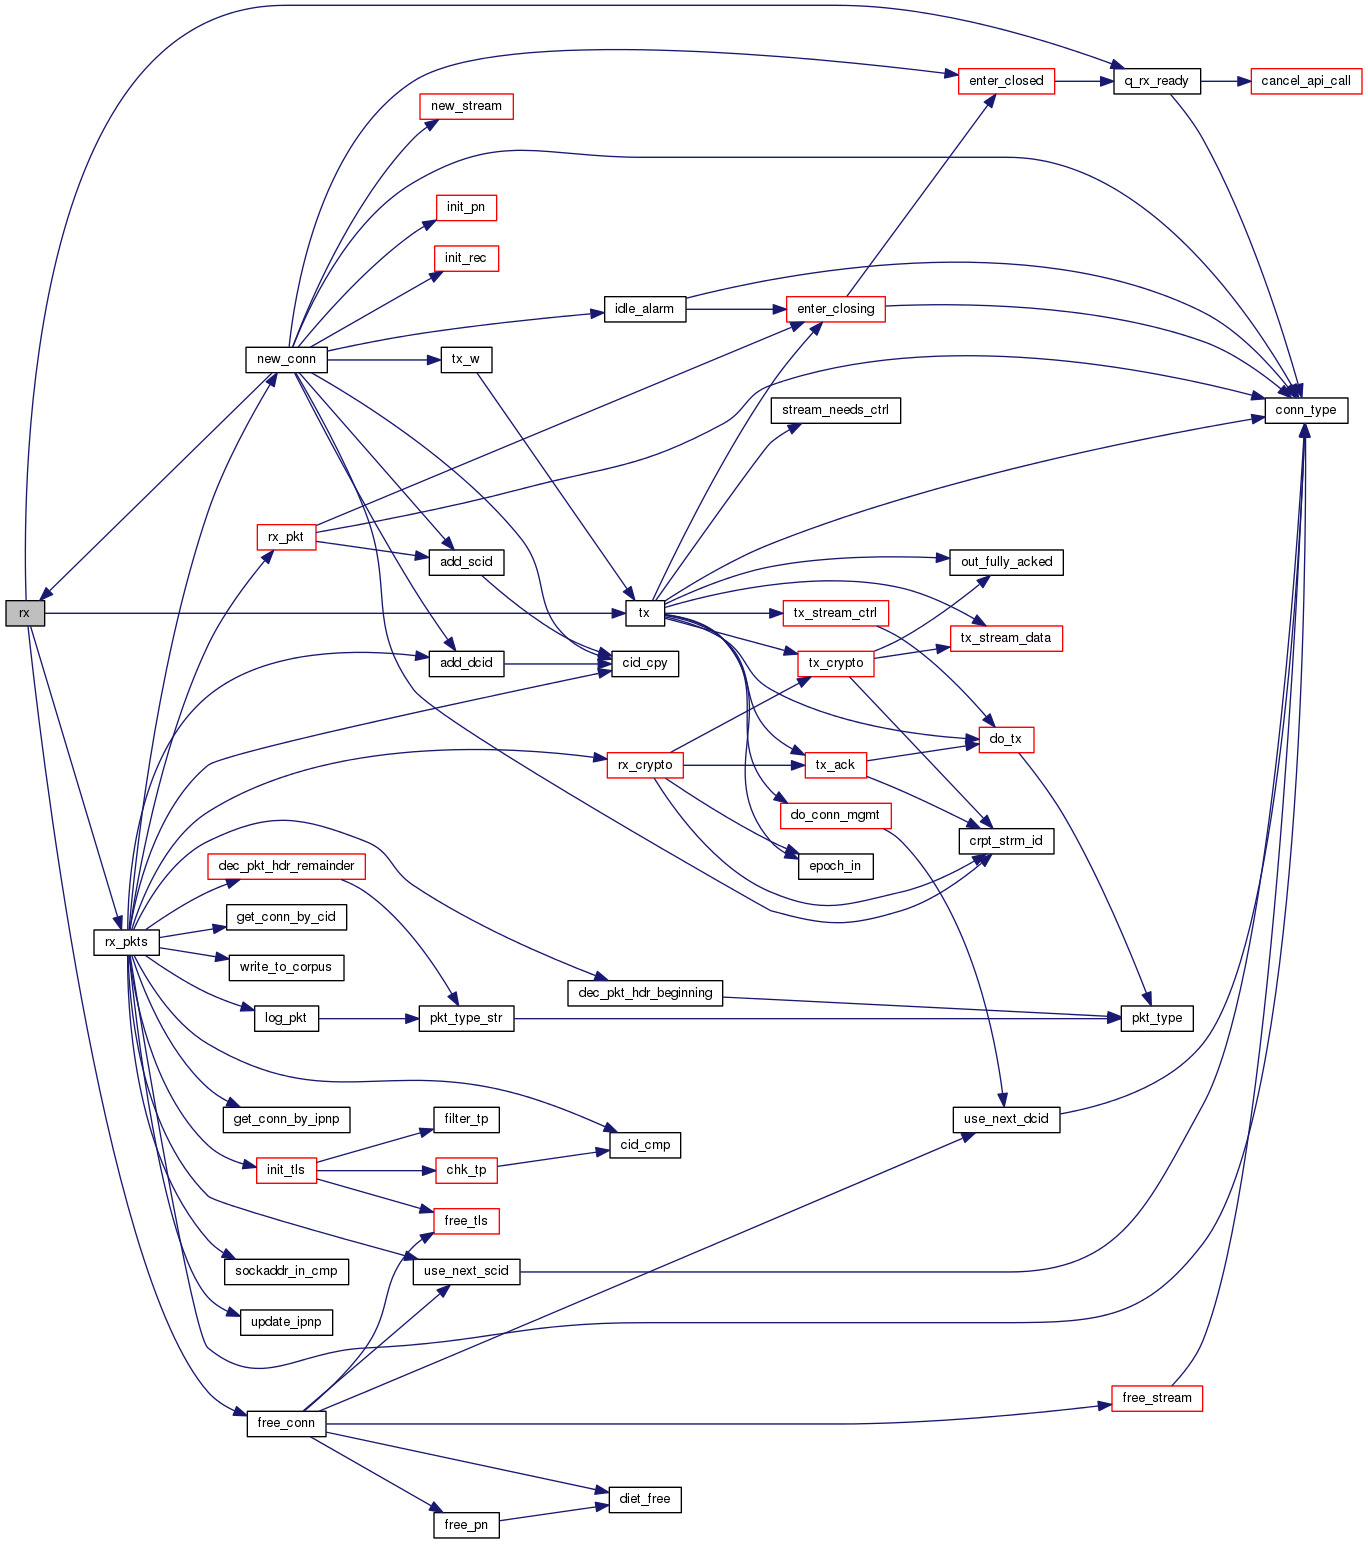 enter_closed
q_rx_ready
cancel_api_call
new_stream
init_pn
init_rec
idle_alarm
enter_closing
new_conn
tx_w
stream_needs_ctrl
conn_type
rx_pkt
add_scid
out_fully_acked
rx
tx
tx_stream_ctrl
tx_stream_data
add_dcid
cid_cpy
tx_crypto
do_tx
rx_crypto
tx_ack
do_conn_mgmt
crpt_strm_id
dec_pkt_hdr_remainder
epoch_in
get_conn_by_cid
rx_pkts
write_to_corpus
dec_pkt_hdr_beginning
log_pkt
pkt_type_str
pkt_type
get_conn_by_ipnp
filter_tp
use_next_dcid
cid_cmp
init_tls
chk_tp
free_tls
sockaddr_in_cmp
use_next_scid
update_ipnp
free_stream
free_conn
diet_free
free_pn